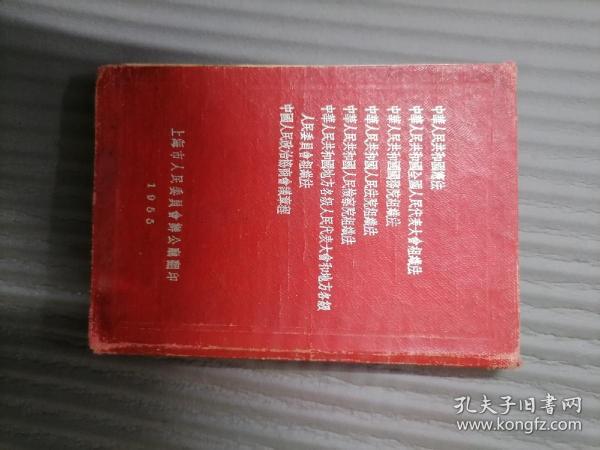 中華人民共和國憲法
中華人民共和國全國人民代表大會組織法
中華人民共和國國務院組織法
中華人民共和國人民法院組織法
中華人民共和國人民檢察院組織法
中華人民共和國地方各級人民代表大會和地方各級
人民委員會組織法
中國人民政治協商會議章程
上海市人民委員會辦公廳翻印
1955
孔夫子旧书网
www.kongfz.com